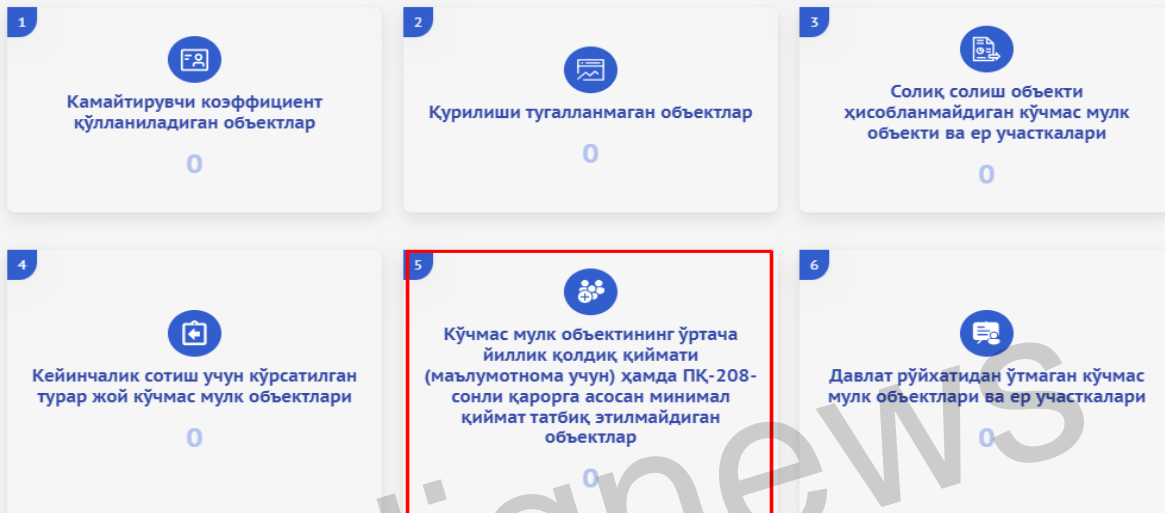 1
Камайтирувчи коэффициент
қўлланиладиган объектлар
0
2
Қурилиши тугалланмаган объектлар
0
3
Солиқ солиш объекти
ҳисобланмайдиган кўчмас мулк
объекти ва ер участкалари
0
4
Кейинчалик сотиш учун кўрсатилган
турар жой кўчмас мулк объектлари
0
5
Кўчмас мулк объектининг ўртача
йиллик қолдиқ қиймати
(маълумотнома учун) ҳамда ПҚ-208-
сонли қарорга асосан минимал
қиймат татбиқ этилмайдиган
объектлар
0
6
Давлат рўйхатидан ўтмаган кўчмас
мулк объектлари ва ер участкалари
0